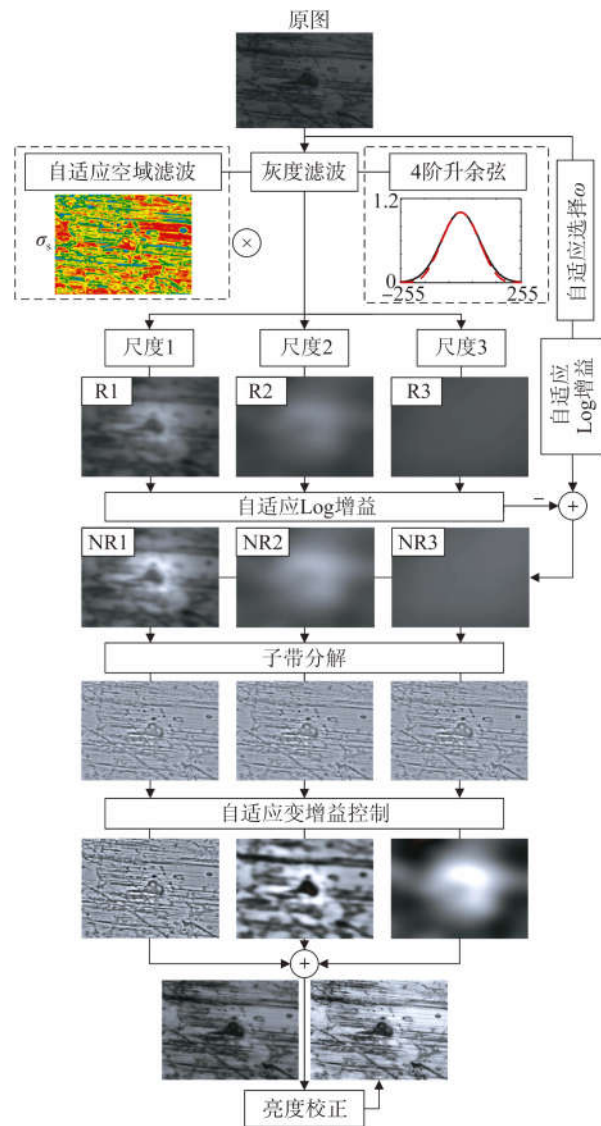 原图
自适应空域滤波
灰度滤波
4阶升余弦
自适应选择ω
σs
×
1.2
0
−255
255
尺度1
尺度2
尺度3
自适应
Log增益
R1
R2
R3
自适应Log增益
−
+
NR1
NR2
NR3
子带分解
自适应变增益控制
+
亮度校正